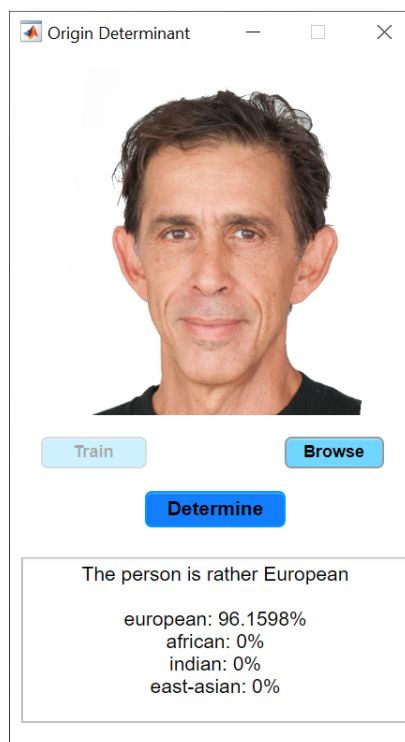 Origin Determinant
Train
Browse
Determine
The person is rather European
european: 96.1598%
african: 0%
indian: 0%
east-asian: 0%